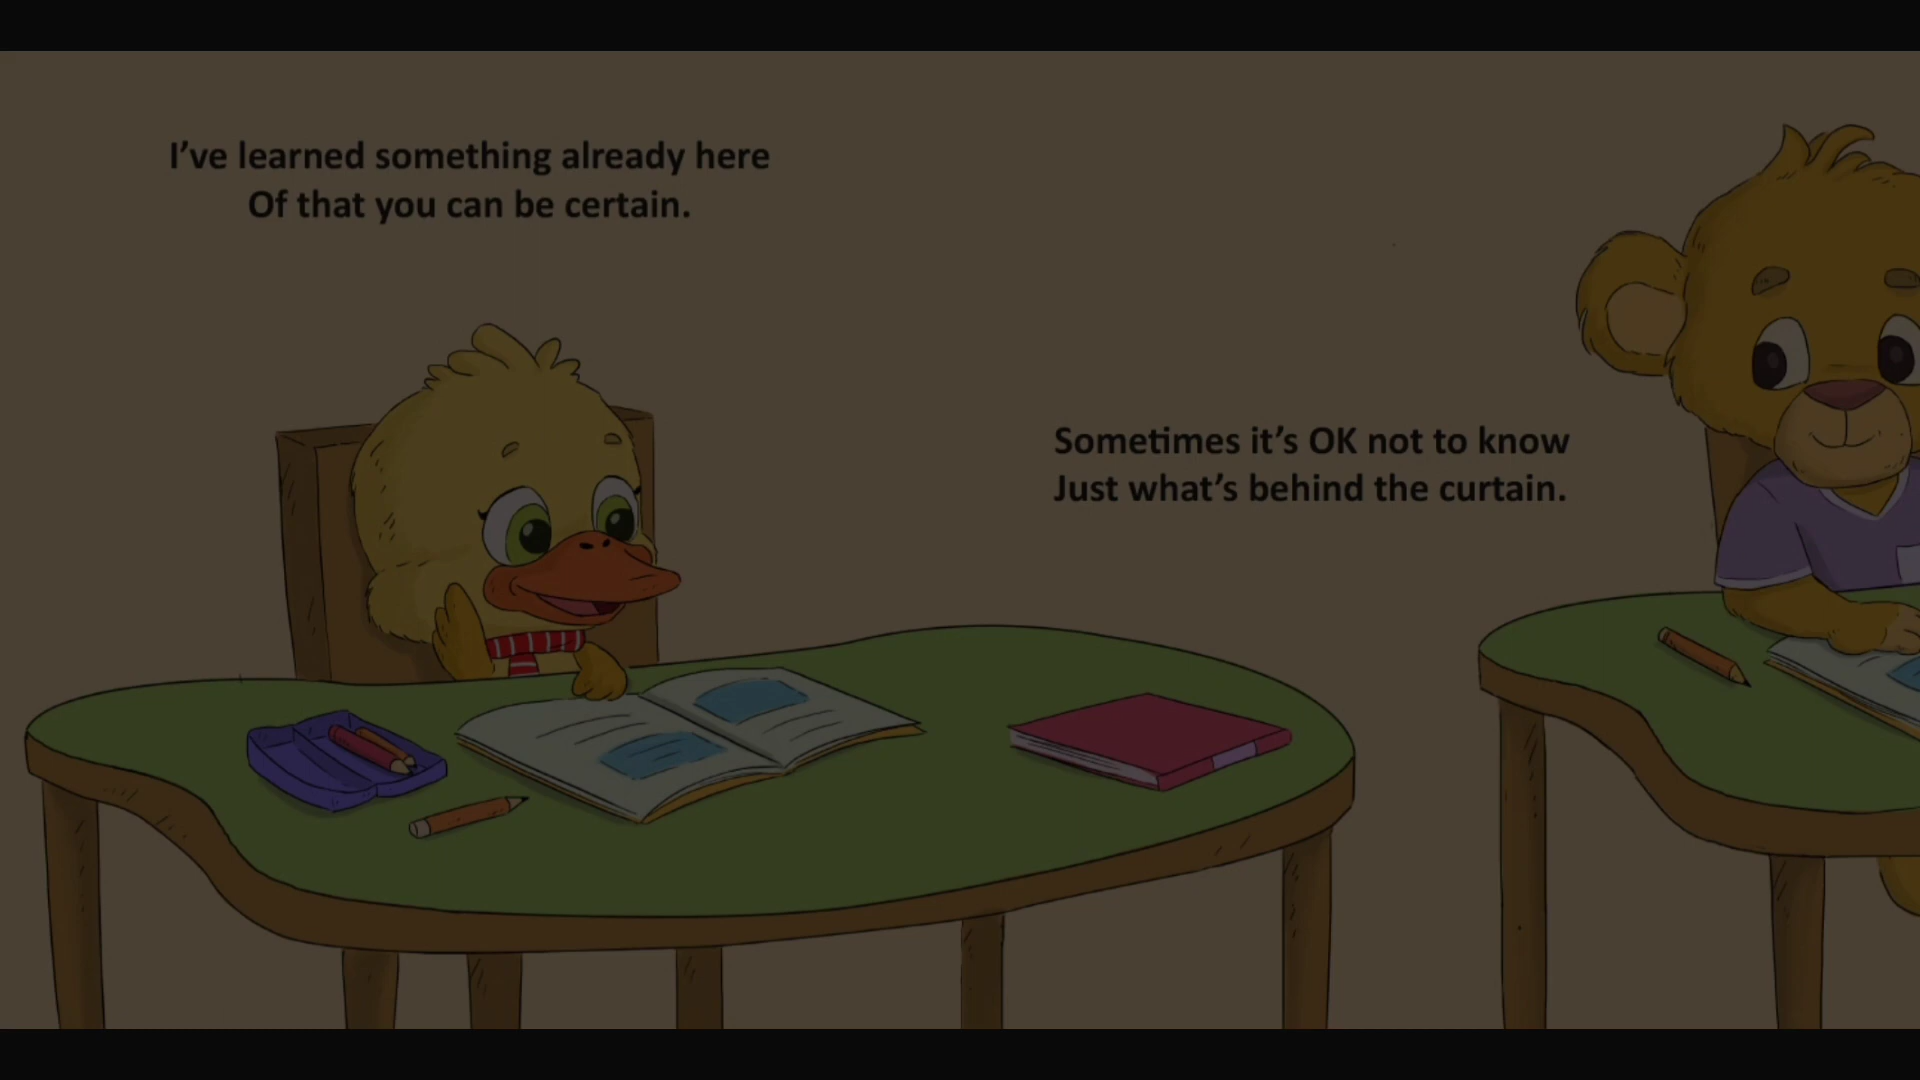 I’ve learned something already here
Of that you can be certain.
Sometimes it’s OK not to know
Just what’s behind the curtain.